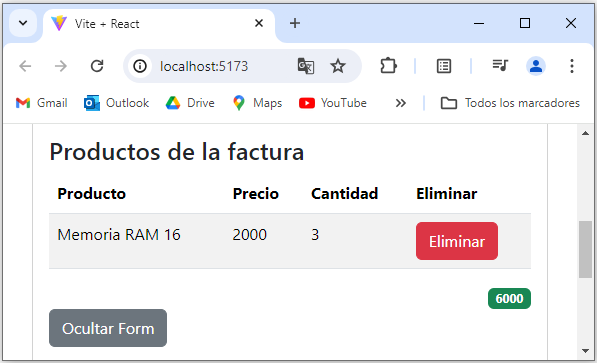 Vite + React
localhost:5173
Gmail Outlook Drive Maps YouTube » Todos los marcadores
Productos de la factura
Producto Precio Cantidad Eliminar
Memoria RAM 16 2000 3 Eliminar
6000
Ocultar Form